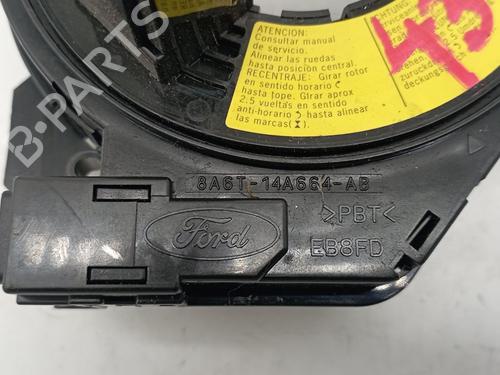 ATENCION:
Consultar manual
de servicio.
Alinear las ruedas
hasta posición central.
RECENTRAJE: Girar rotor
en sentido horario
hasta tope. Girar aprox
2.5 vueltas en sentido
anti-horario hasta alinear
las marcas( )
ACHTUNG
43
8A6T-14A664-AB
>PBT<
EB8FD
Ford
B-PARTS